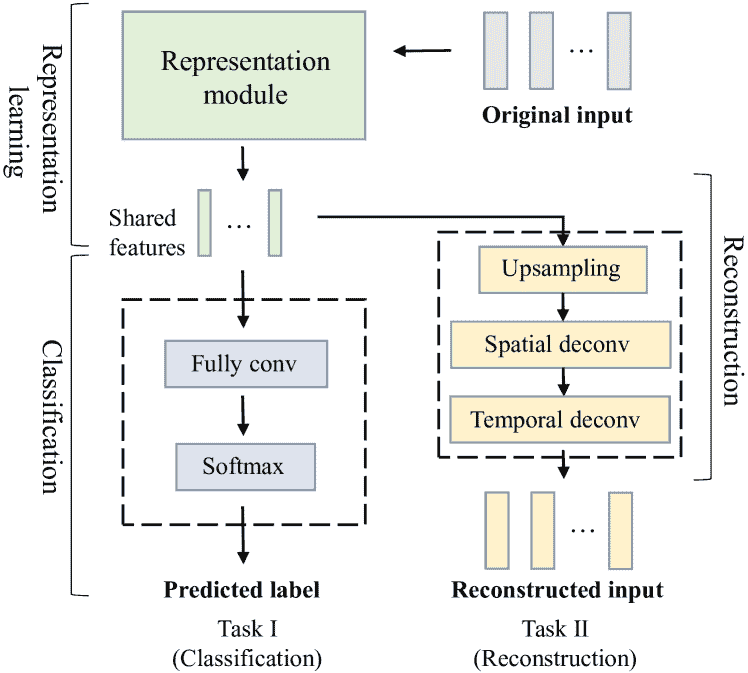 Representation
learning
Representation
module
...
Original input
Shared
features
...
Classification
Fully conv
Softmax
Predicted label
Task I
(Classification)
Reconstruction
Upsampling
Spatial deconv
Temporal deconv
...
Reconstructed input
Task II
(Reconstruction)